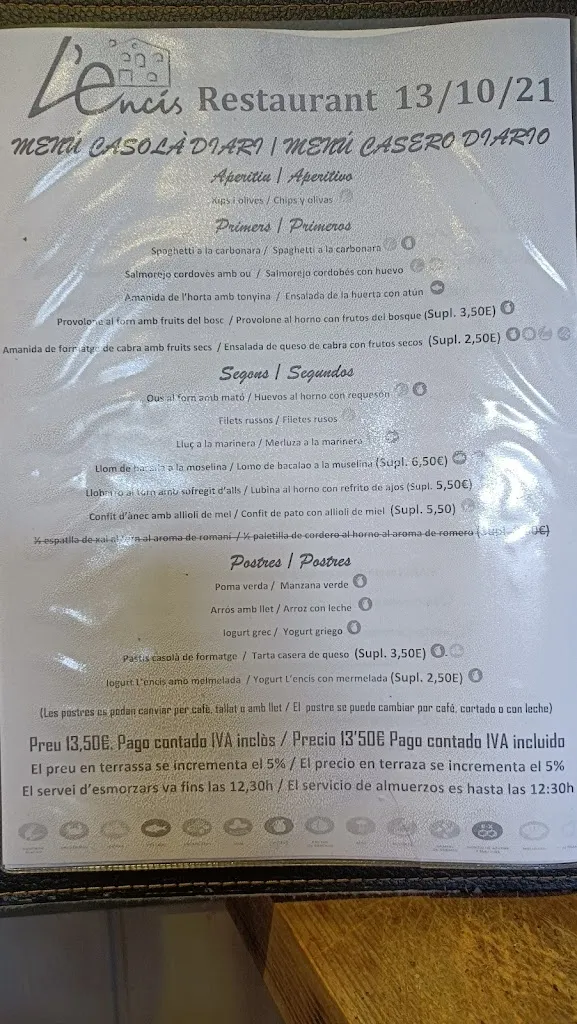 L'Encís Restaurant 13/10/21
MENÚ CASOLÀ DIARI / MENÚ CASERO DIARIO
Aperitiu / Aperitivo
Xips i olives / Chips y olivas
Primers / Primeros
Spaghetti a la carbonara / Spaghetti a la carbonara
Salmorejo cordovès amb ou / Salmorejo cordobés con huevo
Amanida de l'horta amb tonyina / Ensalada de la huerta con atún
Provolone al forn amb fruits del bosc / Provolone al horno con frutos del bosque (Supl. 3,50E)
Amanida de formatge de cabra amb fruits secs / Ensalada de queso de cabra con frutos secos (Supl. 2,50E)
Segons / Segundos
Ous al forn amb mató / Huevos al horno con requesón
Filets russos / Filetes rusos
Lluç a la marinera / Merluza a la marinera
Llom de bacallà a la moselina / Lomo de bacalao a la muselina (Supl. 6,50€)
Llobarro al forn amb sofregit d'alls / Lubina al horno con refrito de ajos (Supl. 5,50€)
Confit d'ànec amb allioli de mel / Confit de pato con allioli de miel (Supl. 5,50)
½ espatlla de xai al forn al aroma de romaní / ½ paletilla de cordero al horno al aroma de romero (Supl. 0€)
Postres / Postres
Poma verda / Manzana verde
Arròs amb llet / Arroz con leche
Iogurt grec / Yogurt griego
Pastís casolà de formatge / Tarta casera de queso (Supl. 3,50E)
Iogurt L'encís amb melmelada / Yogurt L'encís con mermelada (Supl. 2,50E)
(Les postres es podan canviar per café, tallat o amb llet / El postre se puede cambiar por café, cortado o con leche)
Preu 13,50€. Pago contado IVA inclòs / Precio 13'50€ Pago contado IVA incluido
El preu en terrassa se incrementa el 5% / El precio en terraza se incrementa el 5%
El servei d'esmorzars va fins las 12,30h / El servicio de almuerzos es hasta las 12:30h